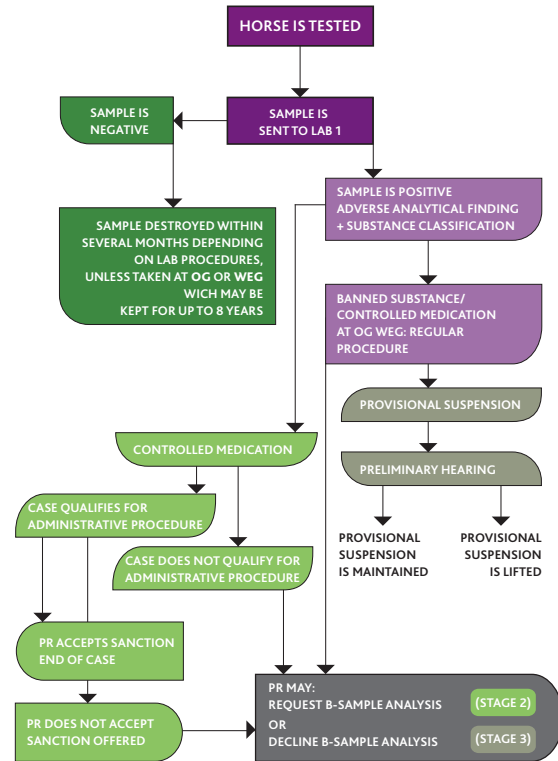 HORSE IS TESTED
SAMPLE IS
NEGATIVE
SAMPLE IS
SENT TO LAB 1
SAMPLE DESTROYED WITHIN
SEVERAL MONTHS DEPENDING
ON LAB PROCEDURES,
UNLESS TAKEN AT OG OR WEG
WICH MAY BE
KEPT FOR UP TO 8 YEARS
SAMPLE IS POSITIVE
ADVERSE ANALYTICAL FINDING
+ SUBSTANCE CLASSIFICATION
BANNED SUBSTANCE/
CONTROLLED MEDICATION
AT OG WEG: REGULAR
PROCEDURE
PROVISIONAL SUSPENSION
PRELIMINARY HEARING
PROVISIONAL
SUSPENSION
IS MAINTAINED
PROVISIONAL
SUSPENSION
IS LIFTED
CONTROLLED MEDICATION
CASE QUALIFIES FOR
ADMINISTRATIVE PROCEDURE
CASE DOES NOT QUALIFY FOR
ADMINISTRATIVE PROCEDURE
PR ACCEPTS SANCTION
END OF CASE
PR DOES NOT ACCEPT
SANCTION OFFERED
PR MAY:
REQUEST B-SAMPLE ANALYSIS (STAGE 2)
OR
DECLINE B-SAMPLE ANALYSIS (STAGE 3)